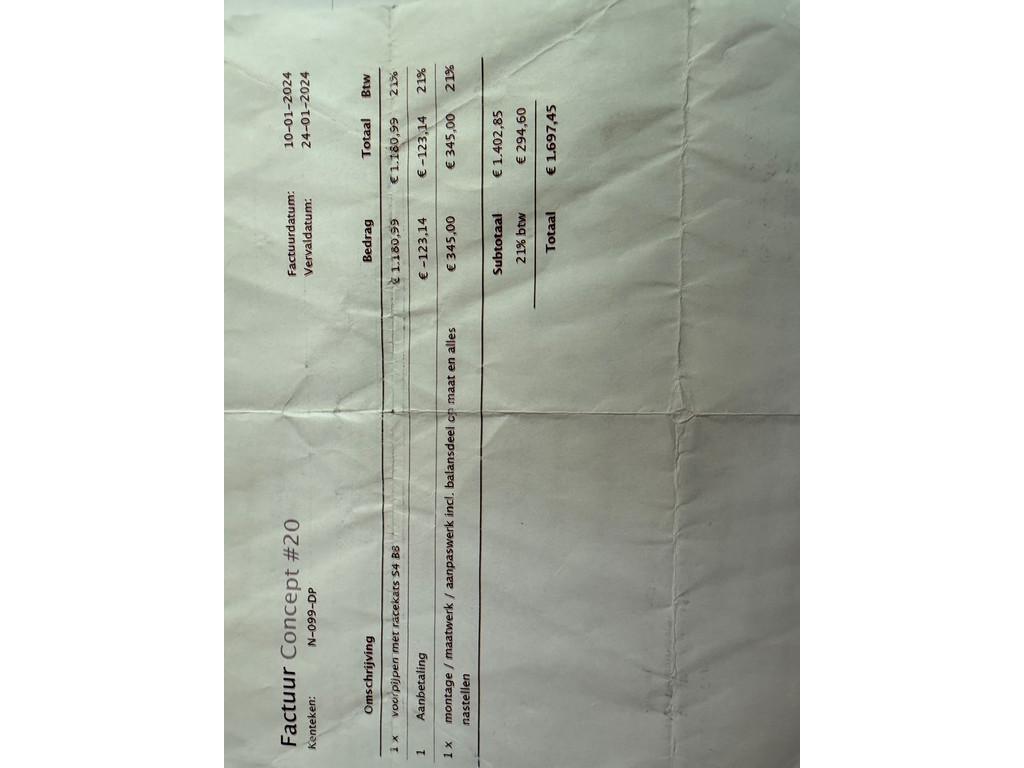 Factuur Concept #20
Kenteken: N-099-DP
Factuurdatum: 10-01-2024
Vervaldatum: 24-01-2024
Omschrijving Bedrag Totaal Btw
1 x voorpijpen met racekats S4 B8 € 1.180,99 € 1.180,99 21%
1 Aanbetaling € -123,14 € -123,14 21%
1 x montage / maatwerk / aanpaswerk incl. balansdeel op maat en alles € 345,00 € 345,00 21%
nastellen
Subtotaal € 1.402,85
21% btw € 294,60
Totaal € 1.697,45